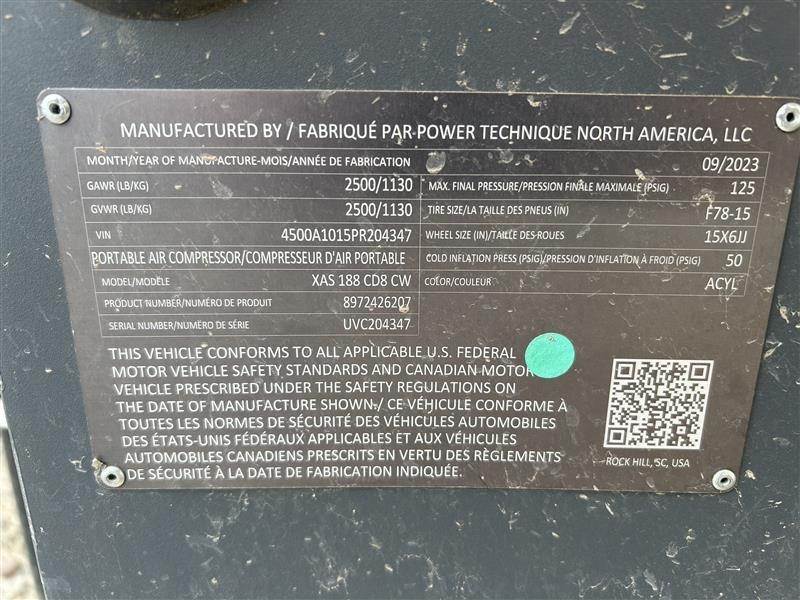 MANUFACTURED BY / FABRIQUÉ PAR POWER TECHNIQUE NORTH AMERICA, LLC
MONTH/YEAR OF MANUFACTURE-MOIS/ANNÉE DE FABRICATION 09/2023
GAWR (LB/KG) 2500/1130 MAX. FINAL PRESSURE/PRESSION FINALE MAXIMALE (PSIG) 125
GVWR (LB/KG) 2500/1130 TIRE SIZE/LA TAILLE DES PNEUS (IN) F78-15
VIN 4500A1015PR204347 WHEEL SIZE (IN)/TAILLE DES-ROUES 15X6JJ
PORTABLE AIR COMPRESSOR/COMPRESSEUR D'AIR PORTABLE COLD INFLATION PRESS (PSIG)/PRESSION D'INFLATION À FROID (PSIG) 50
MODEL/MODÈLE XAS 188 CD8 CW COLOR/COULEUR ACYL
PRODUCT NUMBER/NUMÉRO DE PRODUIT 8972426207
SERIAL NUMBER/NUMÉRO DE SÉRIE UVC204347
THIS VEHICLE CONFORMS TO ALL APPLICABLE U.S. FEDERAL
MOTOR VEHICLE SAFETY STANDARDS AND CANADIAN MOTOR
VEHICLE PRESCRIBED UNDER THE SAFETY REGULATIONS ON
THE DATE OF MANUFACTURE SHOWN./ CE VÉHICULE CONFORME À
TOUTES LES NORMES DE SÉCURITÉ DES VÉHICULES AUTOMOBILES
DES ÉTATS-UNIS FÉDÉRAUX APPLICABLES ET AUX VÉHICULES
AUTOMOBILES CANADIENS PRESCRITS EN VERTU DES RÈGLEMENTS
DE SÉCURITÉ À LA DATE DE FABRICATION INDIQUÉE.
ROCK HILL, SC, USA